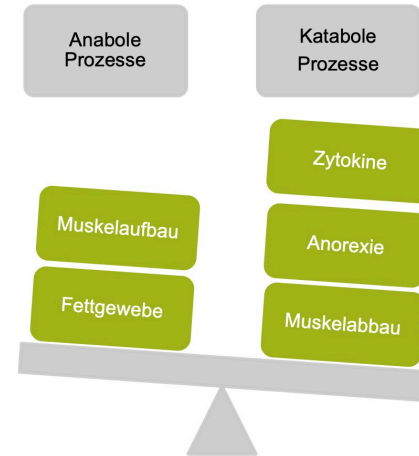 Anabole
Prozesse
Katabole
Prozesse
Zytokine
Muskelaufbau
Anorexie
Fettgewebe
Muskelabbau